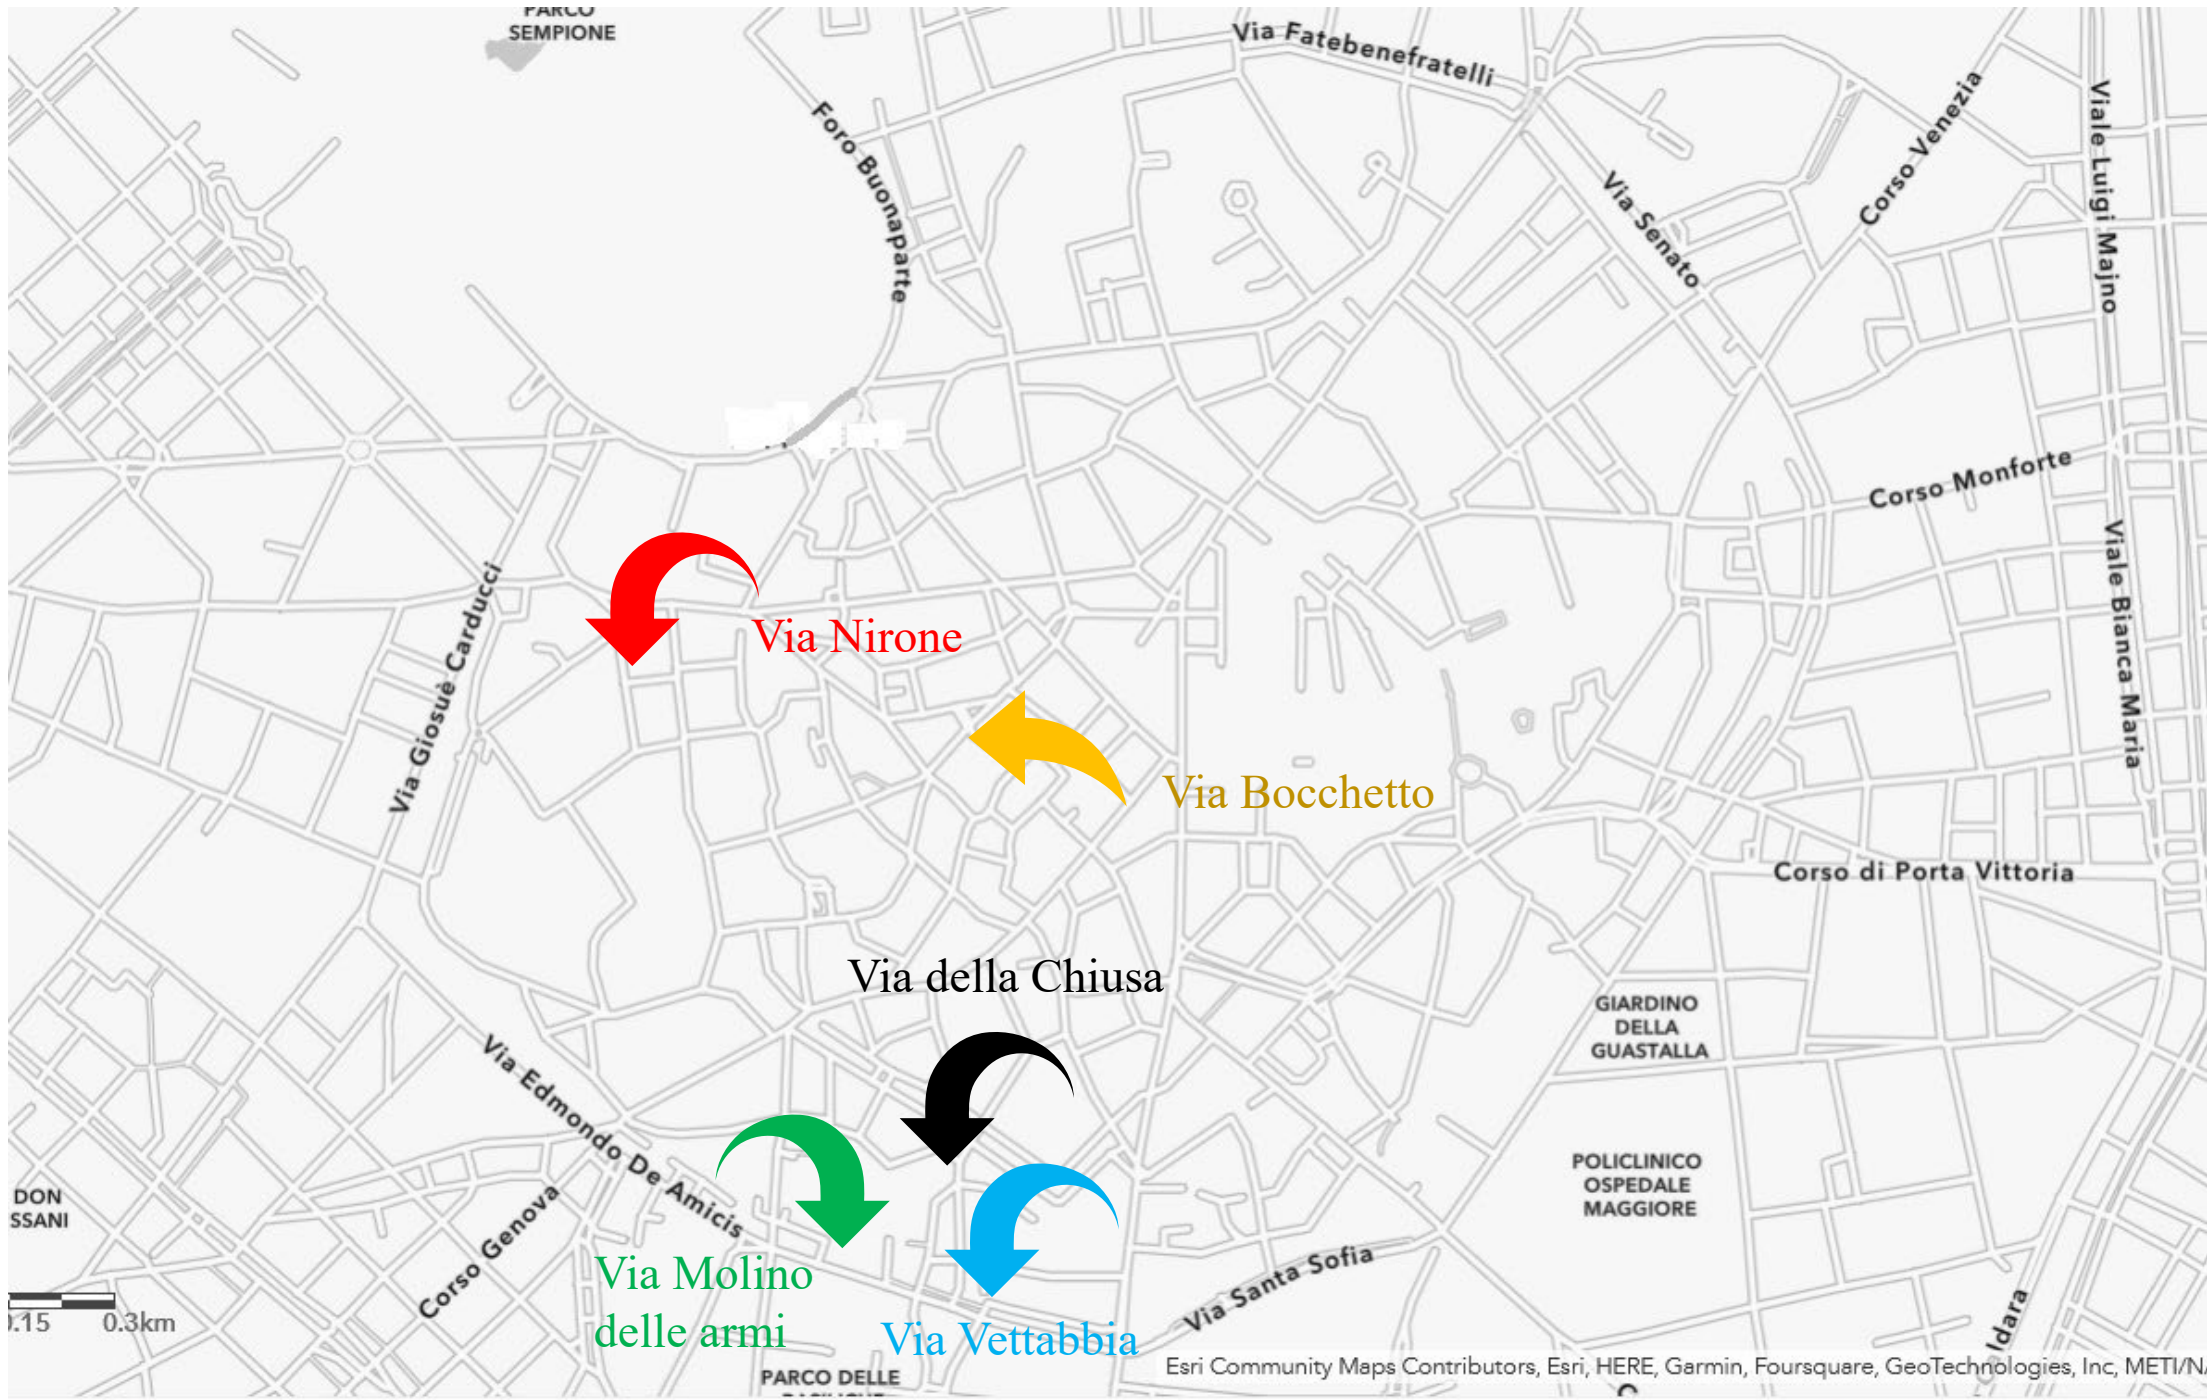 PARCO
SEMPIONE
Via Fatebenefratelli
Foro Buonaparte
Via Senato
Corso Venezia
Viale Luigi Majno
Corso Monforte
Viale Bianca Maria
Via Giosuè Carducci
Via Nirone
Via Bocchetto
Corso di Porta Vittoria
Via della Chiusa
GIARDINO
DELLA
GUASTALLA
Via Edmondo De Amicis
POLICLINICO
OSPEDALE
MAGGIORE
DON
SSANI
Corso Genova
Via Molino
delle armi
Via Santa Sofia
Via Vettabbia
0.15 0.3km
ldara
PARCO DELLE
Esri Community Maps Contributors, Esri, HERE, Garmin, Foursquare, GeoTechnologies, Inc, METI/N